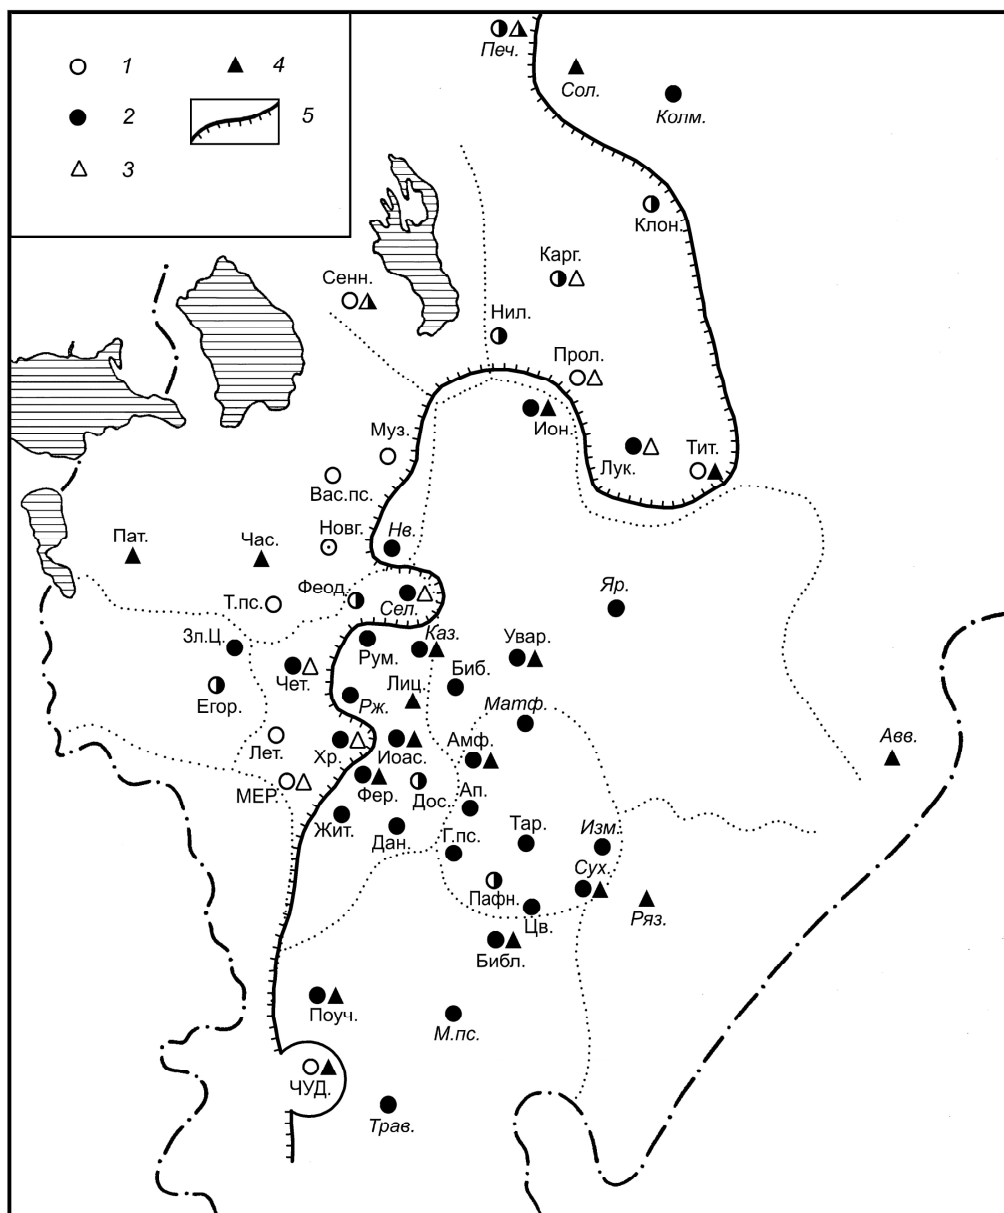 1
4
2
5
3
Печ.
Сол.
Колм.
Клон.
Карг.
Сенн.
Нил.
Прол.
Муз.
Ион.
Лук.
Тит.
Вас.пс.
Новг.
Нв.
Пат.
Час.
Феод.
Яр.
Т.пс.
Сел.
Зл.Ц.
Рум.
Каз.
Увар.
Чет.
Биб.
Лиц.
Егор.
Рж.
Матф.
Лет.
Хр.
Иоас.
Амф.
Авв.
МЕР.
Фер.
Дос.
Ап.
Жит.
Дан.
Г.пс.
Тар.
Изм.
Сух.
Пафн.
Ряз.
Цв.
Библ.
Поуч.
М.пс.
ЧУД.
Трав.